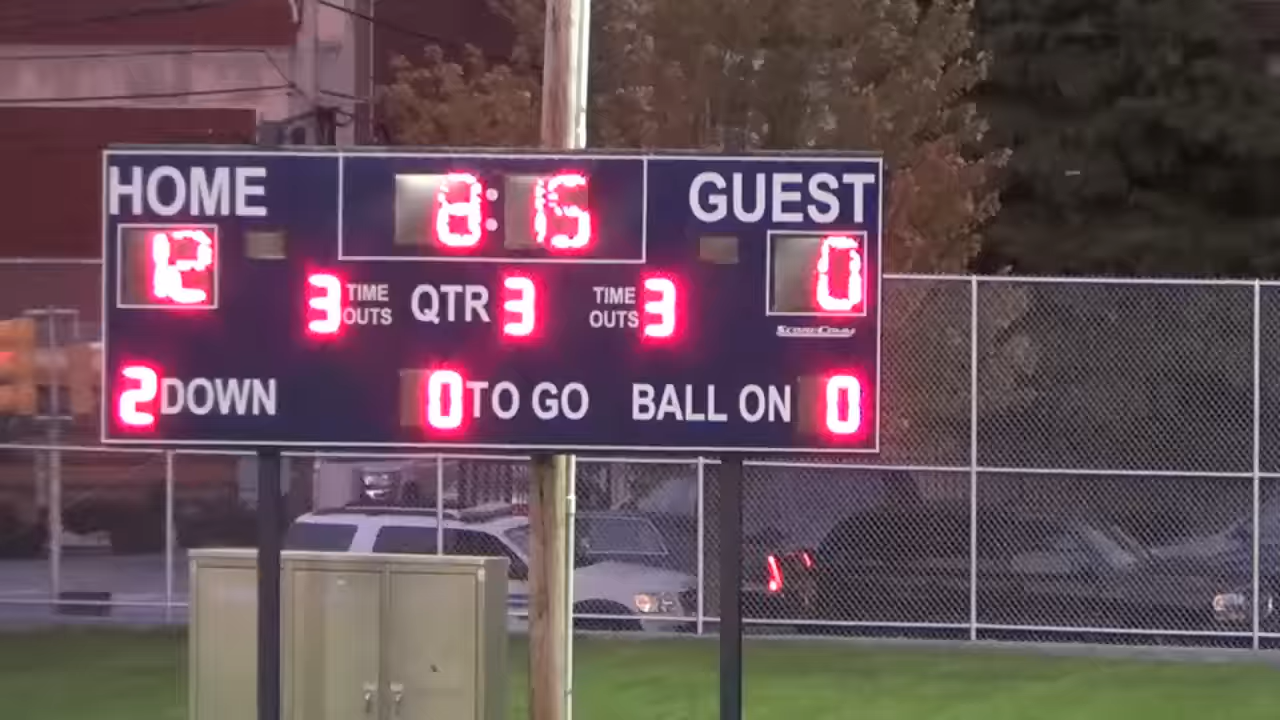 HOME 8:15 GUEST
12 0
3 TIME OUTS QTR 3 TIME OUTS 3
SCORECOMM
2 DOWN 0 TO GO BALL ON 0